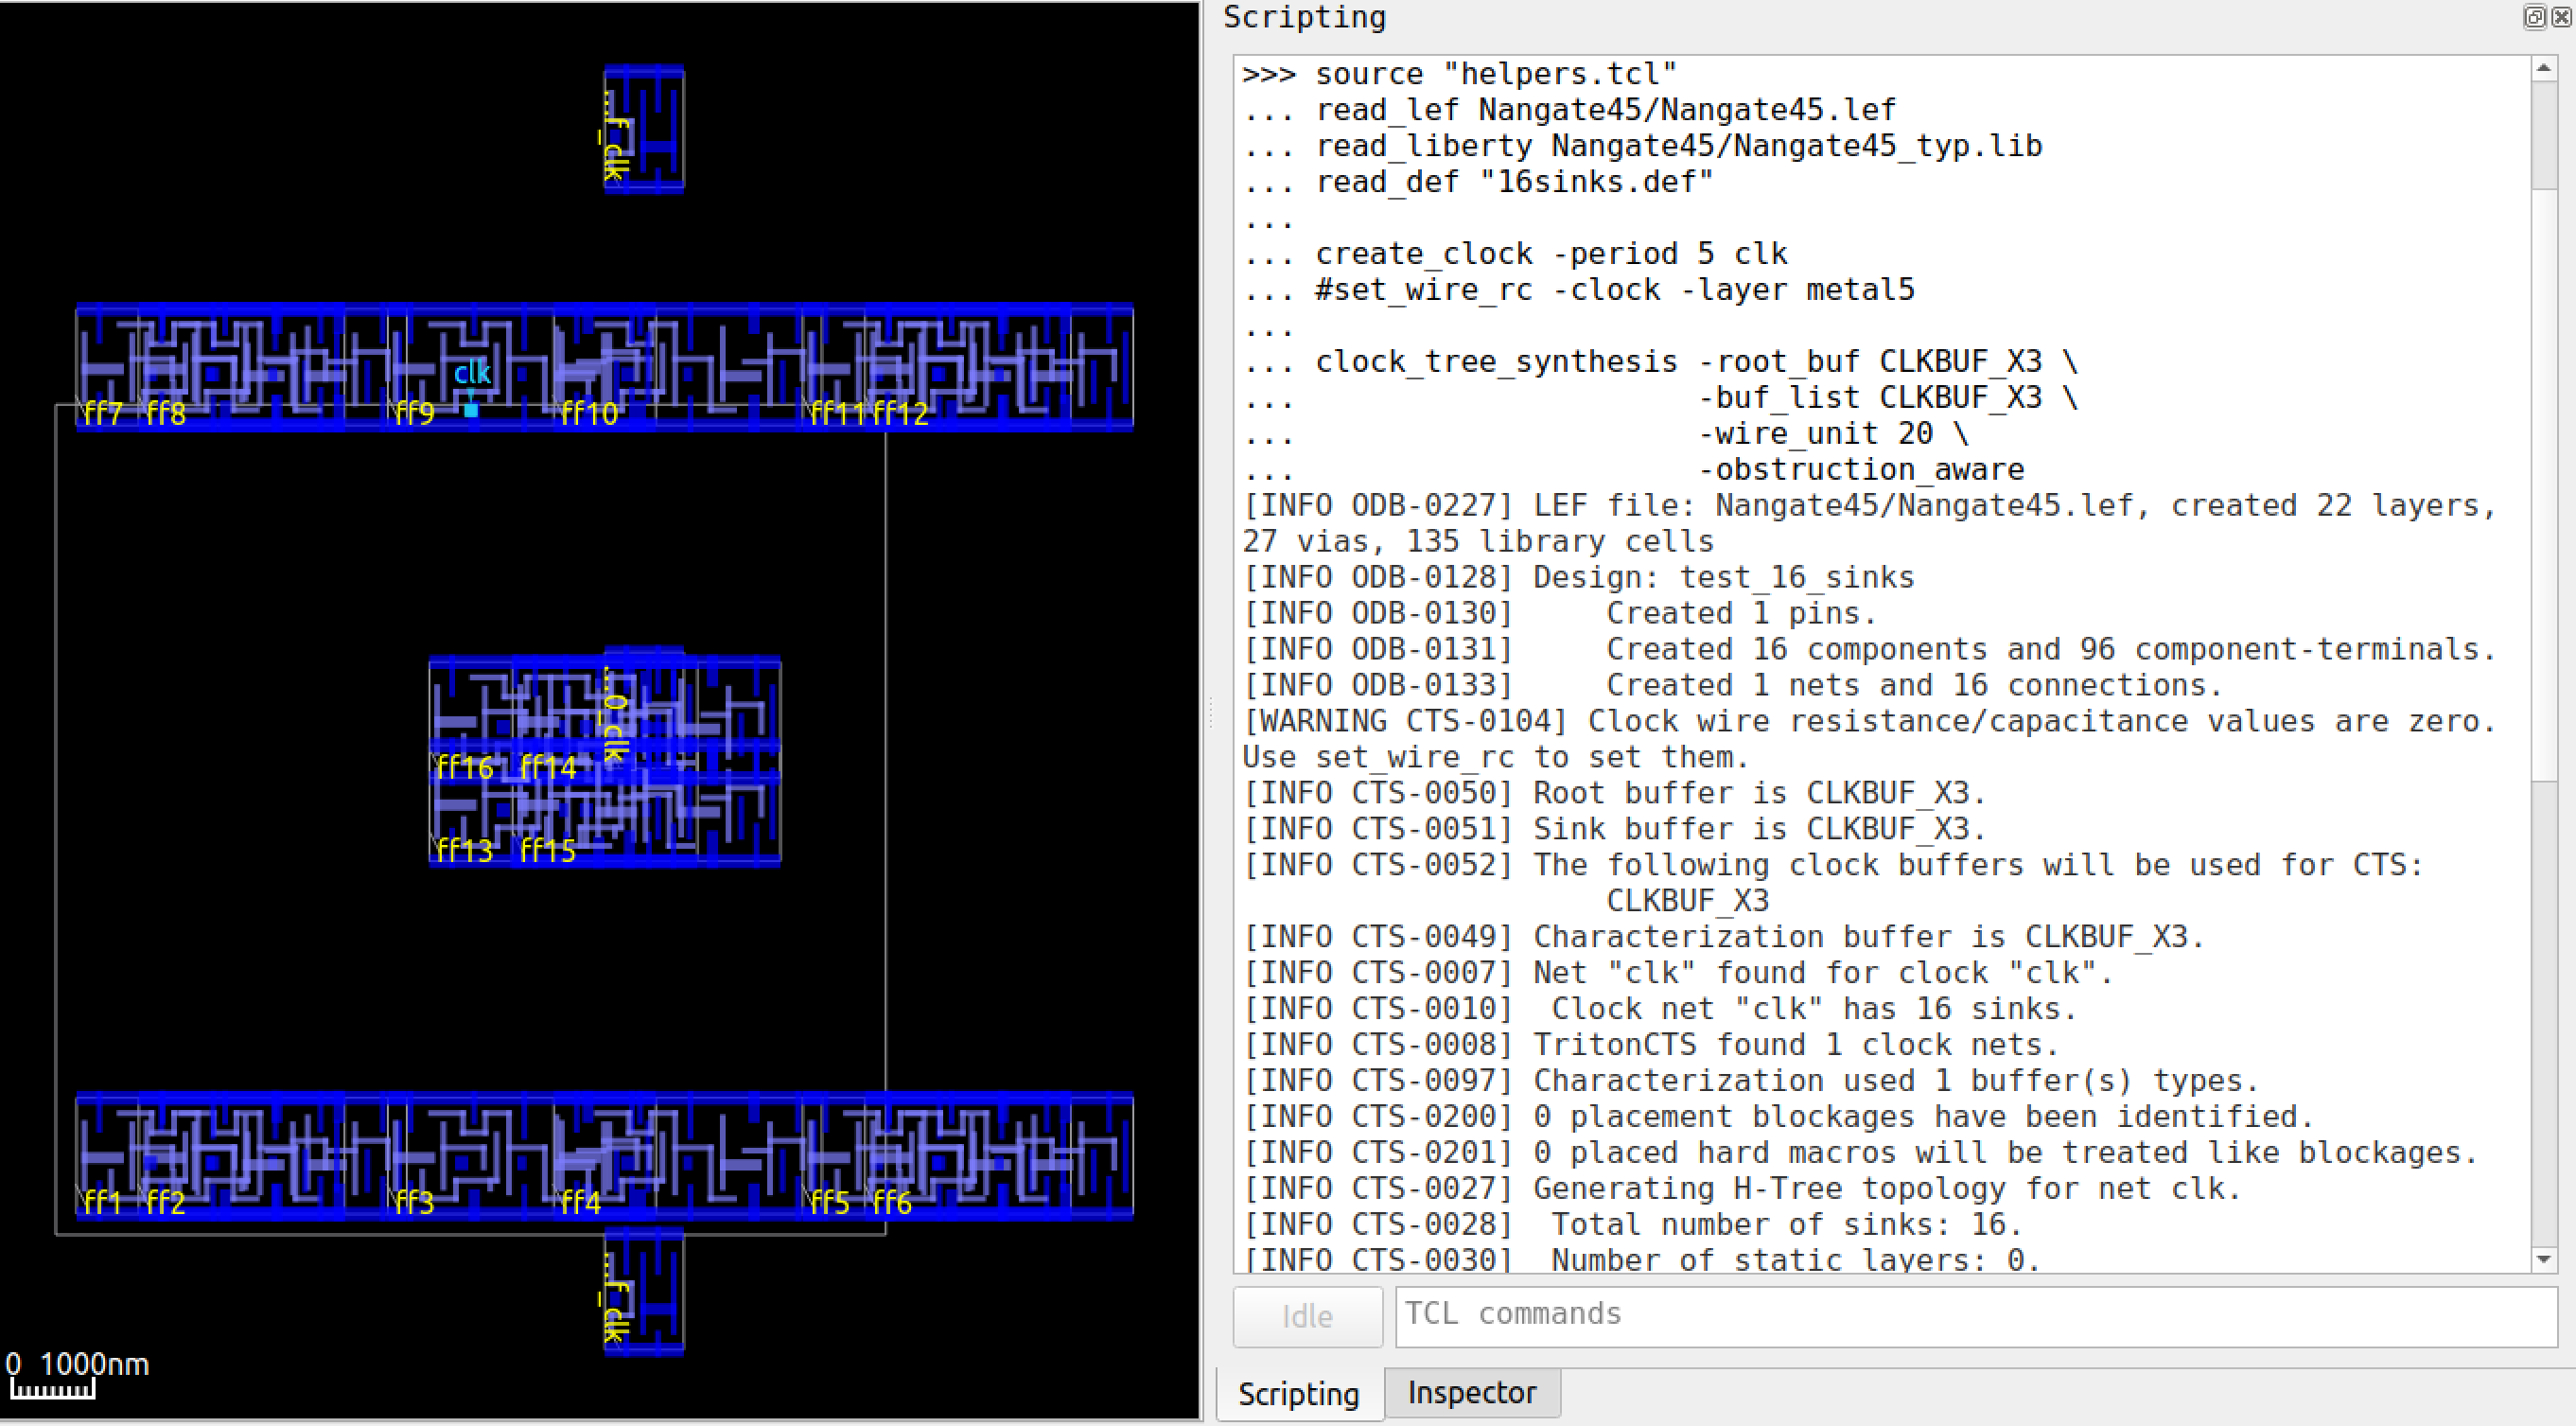 ..._f_clk
clk
ff7 ff8 ff9 ff10 ff11 ff12
...0_clk
ff16 ff14
ff13 ff15
ff1 ff2 ff3 ff4 ff5 ff6
..._f_clk
0 1000nm
Scripting
>>> source "helpers.tcl"
... read_lef Nangate45/Nangate45.lef
... read_liberty Nangate45/Nangate45_typ.lib
... read_def "16sinks.def"
...
... create_clock -period 5 clk
... #set_wire_rc -clock -layer metal5
...
... clock_tree_synthesis -root_buf CLKBUF_X3 \
...                      -buf_list CLKBUF_X3 \
...                      -wire_unit 20 \
...                      -obstruction_aware
[INFO ODB-0227] LEF file: Nangate45/Nangate45.lef, created 22 layers,
27 vias, 135 library cells
[INFO ODB-0128] Design: test_16_sinks
[INFO ODB-0130]     Created 1 pins.
[INFO ODB-0131]     Created 16 components and 96 component-terminals.
[INFO ODB-0133]     Created 1 nets and 16 connections.
[WARNING CTS-0104] Clock wire resistance/capacitance values are zero.
Use set_wire_rc to set them.
[INFO CTS-0050] Root buffer is CLKBUF_X3.
[INFO CTS-0051] Sink buffer is CLKBUF_X3.
[INFO CTS-0052] The following clock buffers will be used for CTS:
                    CLKBUF_X3
[INFO CTS-0049] Characterization buffer is CLKBUF_X3.
[INFO CTS-0007] Net "clk" found for clock "clk".
[INFO CTS-0010]  Clock net "clk" has 16 sinks.
[INFO CTS-0008] TritonCTS found 1 clock nets.
[INFO CTS-0097] Characterization used 1 buffer(s) types.
[INFO CTS-0200] 0 placement blockages have been identified.
[INFO CTS-0201] 0 placed hard macros will be treated like blockages.
[INFO CTS-0027] Generating H-Tree topology for net clk.
[INFO CTS-0028]  Total number of sinks: 16.
[INFO CTS-0030]  Number of static layers: 0.
Idle
TCL commands
Scripting
Inspector